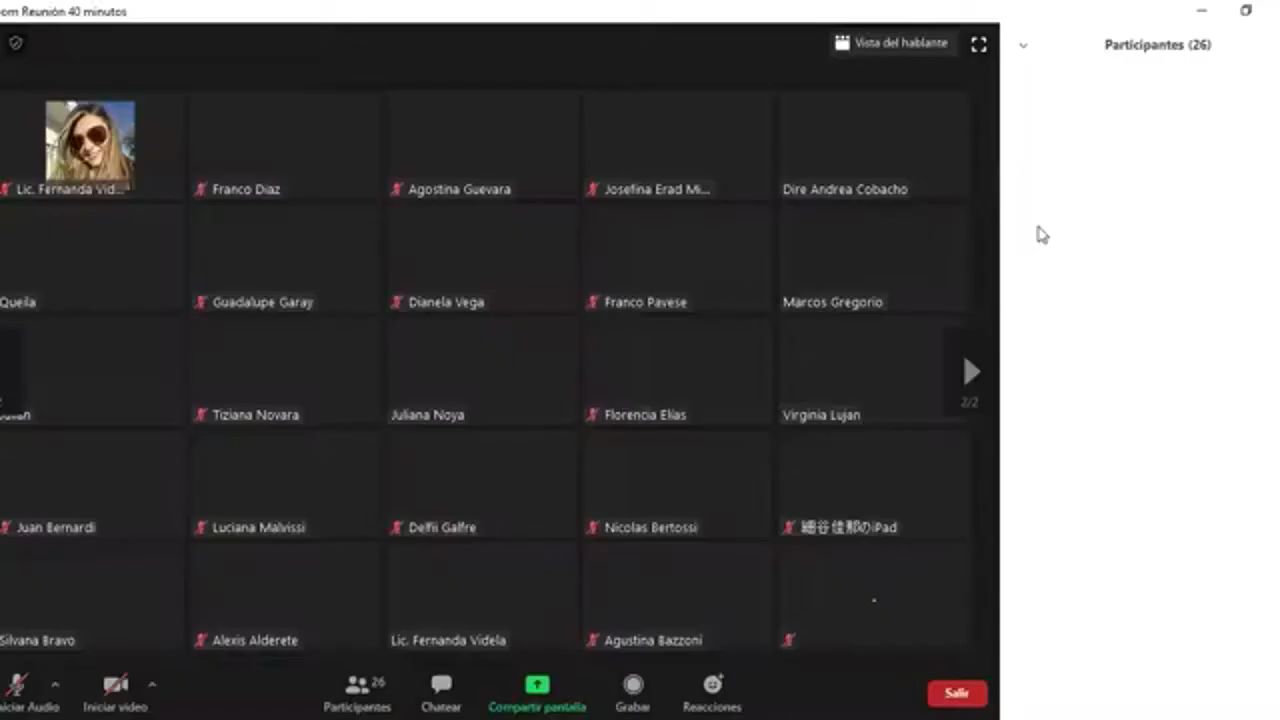 om Reunión 40 minutos
Vista del hablante
Participantes (26)
Lic. Fernanda Vid...
Franco Diaz
Agostina Guevara
Josefina Erad Mi...
Dire Andrea Cobacho
Queila
Guadalupe Garay
Dianela Vega
Franco Pavese
Marcos Gregorio
Tiziana Novara
Juliana Noya
Florencia Elías
Virginia Lujan
2/2
Juan Bernardi
Luciana Malvissi
Delfii Galfre
Nicolas Bertossi
細谷佳那のiPad
Silvana Bravo
Alexis Alderete
Lic. Fernanda Videla
Agustina Bazzoni
.
niciar Audio
Iniciar video
26
Participantes
Chatear
Compartir pantalla
Grabar
Reacciones
Salir